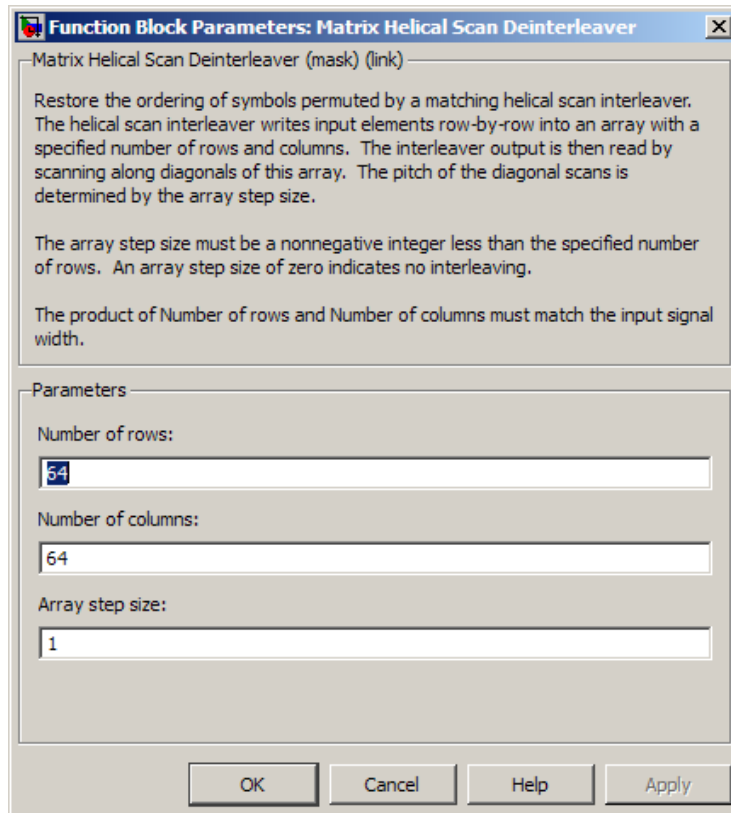 Function Block Parameters: Matrix Helical Scan Deinterleaver
Matrix Helical Scan Deinterleaver (mask) (link)
Restore the ordering of symbols permuted by a matching helical scan interleaver.
The helical scan interleaver writes input elements row-by-row into an array with a
specified number of rows and columns.  The interleaver output is then read by
scanning along diagonals of this array.  The pitch of the diagonal scans is
determined by the array step size.
The array step size must be a nonnegative integer less than the specified number
of rows.  An array step size of zero indicates no interleaving.
The product of Number of rows and Number of columns must match the input signal
width.
Parameters
Number of rows:
64
Number of columns:
64
Array step size:
1
OK Cancel Help Apply